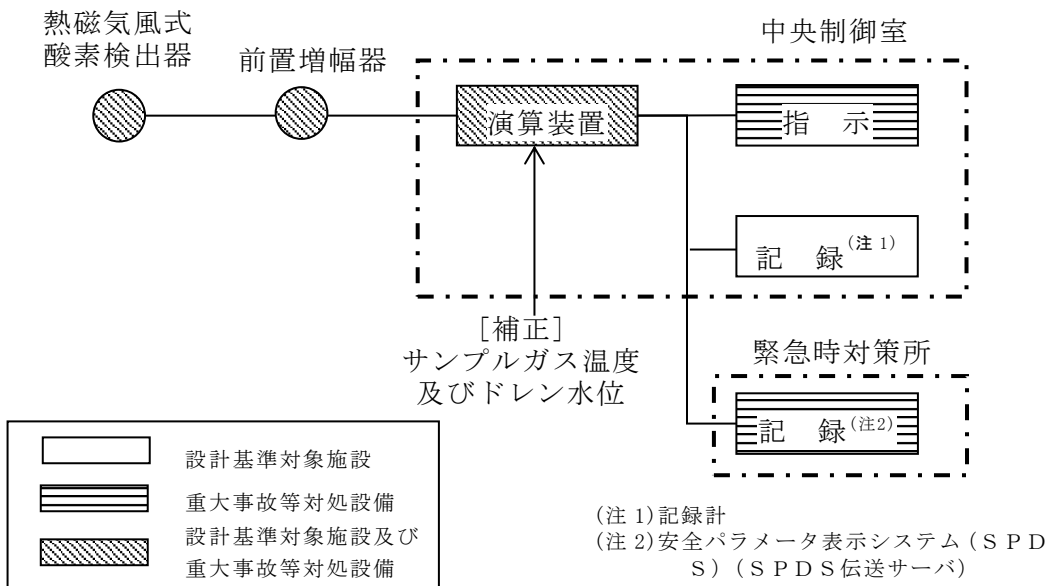 熱磁気風式
酸素検出器
前置増幅器
中央制御室
演算装置
指　示
記　録(注1)
[補正]
サンプルガス温度
及びドレン水位
緊急時対策所
記　録(注2)
設計基準対象施設
重大事故等対処設備
設計基準対象施設及び
重大事故等対処設備
(注 1)記録計
(注 2)安全パラメータ表示システム(ＳＰＤ
Ｓ)(ＳＰＤＳ伝送サーバ)